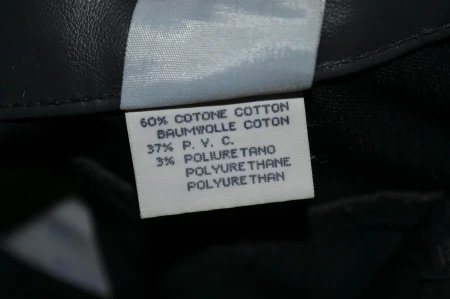 60% COTONE COTTON
BAUMWOLLE COTON
37% P. V. C.
3% POLIURETANO
POLYURETHANE
POLYURETHAN